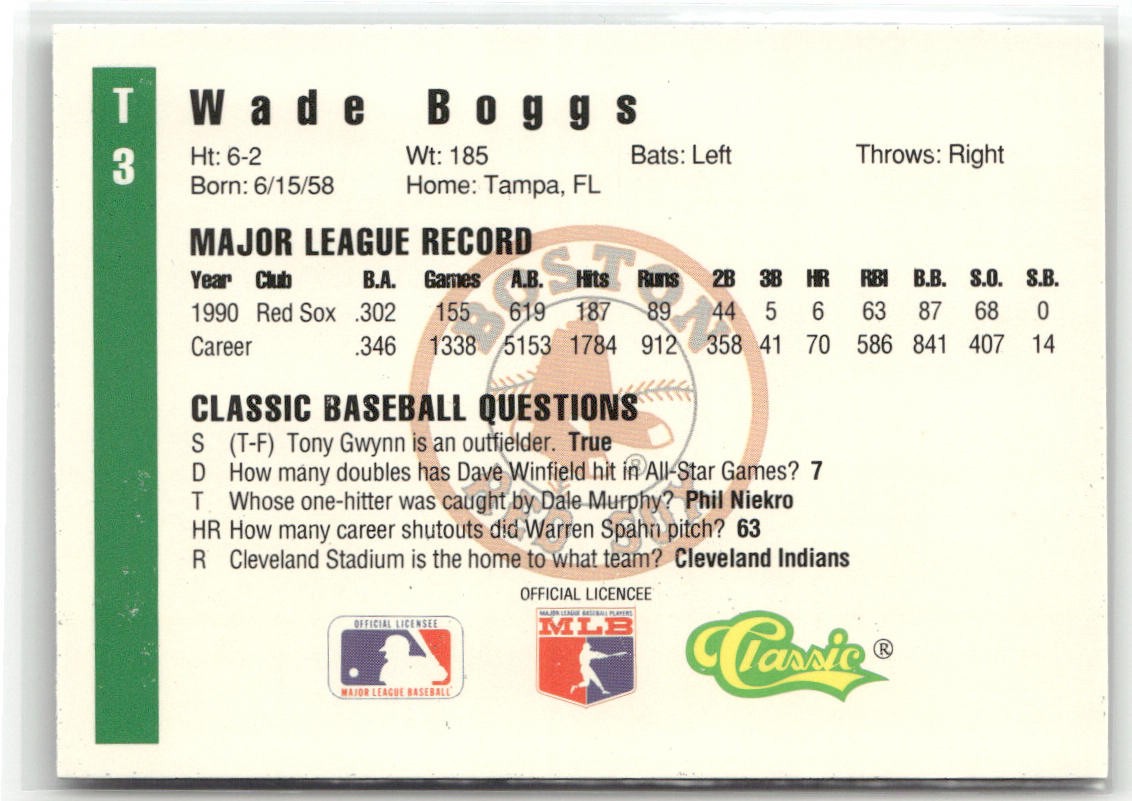 T
3
Wade Boggs
Ht: 6-2 Wt: 185 Bats: Left Throws: Right
Born: 6/15/58 Home: Tampa, FL
MAJOR LEAGUE RECORD
Year Club B.A. Games A.B. Hits Runs 2B 3B HR RBI B.B. S.O. S.B.
1990 Red Sox .302 155 619 187 89 44 5 6 63 87 68 0
Career .346 1338 5153 1784 912 358 41 70 586 841 407 14
BOSTON
RED SOX
®
CLASSIC BASEBALL QUESTIONS
S (T-F) Tony Gwynn is an outfielder. True
D How many doubles has Dave Winfield hit in All-Star Games? 7
T Whose one-hitter was caught by Dale Murphy? Phil Niekro
HR How many career shutouts did Warren Spahn pitch? 63
R Cleveland Stadium is the home to what team? Cleveland Indians
OFFICIAL LICENCEE
OFFICIAL LICENSEE
MAJOR LEAGUE BASEBALL
MAJOR LEAGUE BASEBALL PLAYERS
MLB
Classic ®